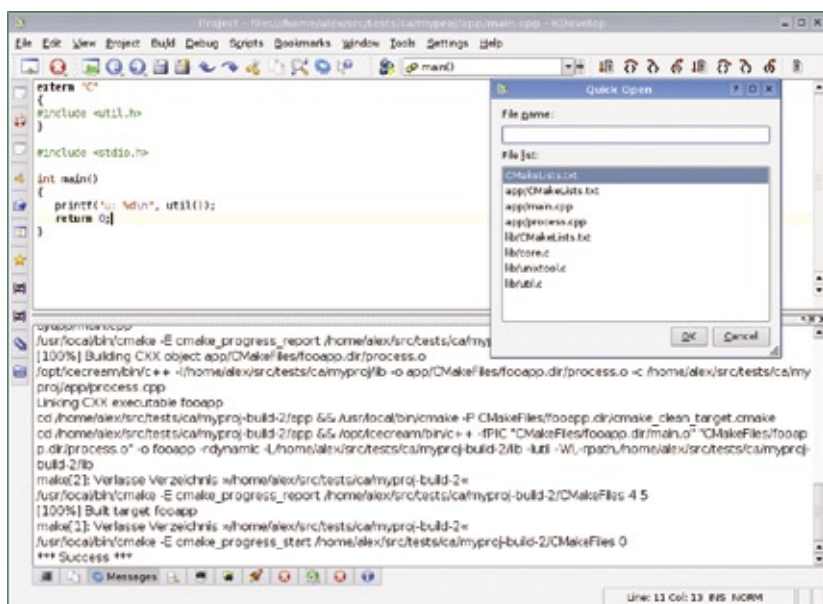 Project - file:///home/alex/src/tests/ca/myproj/app/main.cpp - KDevelop
File Edit View Project Build Debug Scripts Bookmarks Window Tools Settings Help
main()
extern "C"
{
#include <util.h>
}
#include <stdio.h>
int main()
{
printf("u: %d\n", util());
return 0;
}
Quick Open
File name:
File list:
CMakeLists.txt
app/CMakeLists.txt
app/main.cpp
app/process.cpp
lib/CMakeLists.txt
lib/core.c
lib/unixtool.c
lib/util.c
OK Cancel
/usr/local/bin/cmake -E cmake_progress_report /home/alex/src/tests/ca/myp
[100%] Building CXX object app/CMakeFiles/fooapp.dir/process.o
/opt/icecream/bin/c++ -I/home/alex/src/tests/ca/myproj/lib -o app/CMakeFiles/fooapp.dir/process.o -c /home/alex/src/tests/ca/my
proj/app/process.cpp
Linking CXX executable fooapp
cd /home/alex/src/tests/ca/myproj-build-2/app && /usr/local/bin/cmake -P CMakeFiles/fooapp.dir/cmake_clean_target.cmake
cd /home/alex/src/tests/ca/myproj-build-2/app && /opt/icecream/bin/c++ -fPIC "CMakeFiles/fooapp.dir/main.o" "CMakeFiles/fooap
p.dir/process.o" -o fooapp -rdynamic -L/home/alex/src/tests/ca/myproj-build-2/lib -lutil -Wl,-rpath,/home/alex/src/tests/ca/myproj-
build-2/lib
make[2]: Verlasse Verzeichnis »/home/alex/src/tests/ca/myproj-build-2«
/usr/local/bin/cmake -E cmake_progress_report /home/alex/src/tests/ca/myproj-build-2/CMakeFiles 4 5
[100%] Built target fooapp
make[1]: Verlasse Verzeichnis »/home/alex/src/tests/ca/myproj-build-2«
/usr/local/bin/cmake -E cmake_progress_start /home/alex/src/tests/ca/myproj-build-2/CMakeFiles 0
*** Success ***
Messages
Line: 11 Col: 13 INS NORM